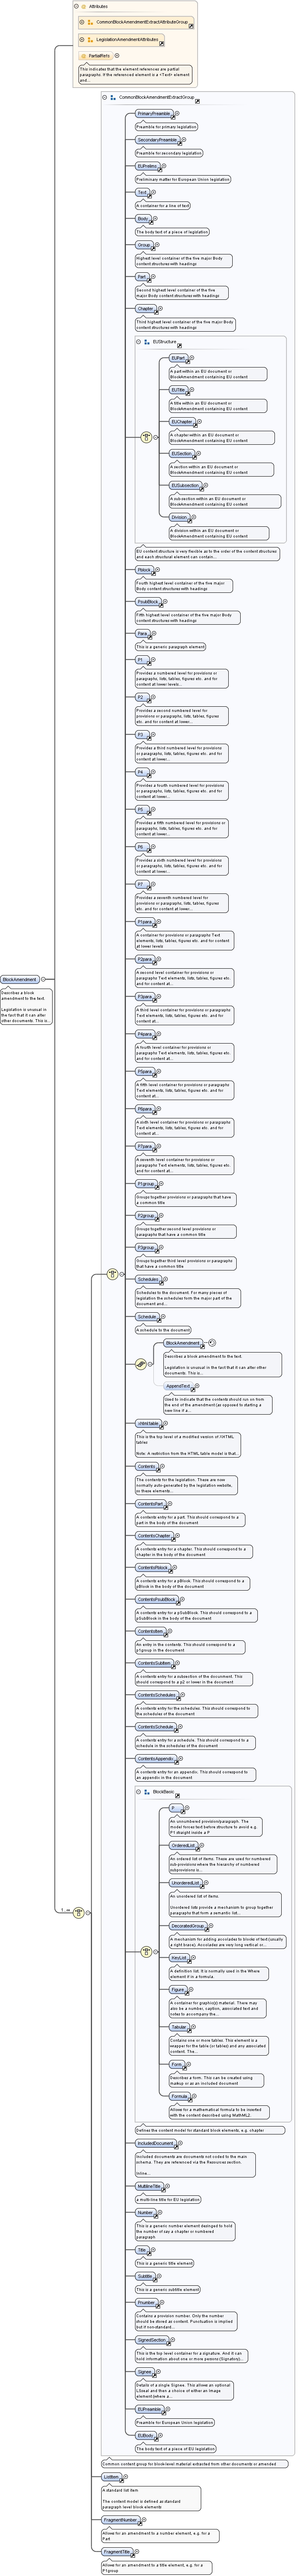 Attributes
CommonBlockAmendmentExtractAttributeGroup
LegislationAmendmentAttributes
PartialRefs
This indicates that the element references are partial
paragraphs. If the referenced element is a <Text> element
and...
CommonBlockAmendmentExtractGroup
PrimaryPreamble
Preamble for primary legislation
SecondaryPreamble
Preamble for secondary legislation
EUPrelims
Preliminary matter for European Union legislation
Text
A container for a line of text
Body
The body text of a piece of legislation
Group
Highest level container of the five major Body
content structures with headings
Part
Second highest level container of the five
major Body content structures with headings
Chapter
Third highest level container of the five major Body
content structures with headings
EUStructure
EUPart
A part within an EU document or
BlockAmendment containing EU content
EUTitle
A title within an EU document or
BlockAmendment containing EU content
EUChapter
A chapter within an EU document or
BlockAmendment containing EU content
EUSection
A section within an EU document or
BlockAmendment containing EU content
EUSubsection
A subsection within an EU document or
BlockAmendment containing EU content
Division
A division within an EU document or
BlockAmendment containing EU content
EU content structure is very flexible as to the order of the content structures
and each structural element can contain...
Pblock
Fourth highest level container of the five major
Body content structures with headings
PsubBlock
Fifth highest level container of the five major Body
content structures with headings
Para
This is a generic paragraph element
P1
Provides a numbered level for provisions
or paragraphs, lists, tables, figures etc. and for
content at lower levels...
P2
Provides a second numbered level for
provisions or paragraphs, lists, tables, figures
etc. and for content at lower...
P3
Provides a third numbered level for provisions
or paragraphs, lists, tables, figures etc. and for
content at lower...
P4
Provides a fourth numbered level for provisions
or paragraphs, lists, tables, figures etc. and for
content at lower...
P5
Provides a fifth numbered level for provisions
or paragraphs, lists, tables, figures etc. and for
content at lower...
P6
Provides a sixth numbered level for provisions
or paragraphs, lists, tables, figures etc. and for
content at lower...
P7
Provides a seventh numbered level for
provisions or paragraphs, lists, tables, figures
etc. and for content at lower...
P1para
A container for provisions or paragraphs Text
elements, lists, tables, figures etc. and for content
at lower levels
P2para
A second level container for provisions or
paragraphs Text elements, lists, tables, figures
etc. and for content at...
P3para
A third level container for provisions or paragraphs
Text elements, lists, tables, figures etc. and for
content at...
P4para
A fourth level container for provisions or
paragraphs Text elements, lists, tables, figures etc.
and for content at...
BlockAmendment
Describes a block
amendment to the text.
Legislation is unusual in
the fact that it can alter
other documents. This is...
P5para
A fifth level container for provisions or paragraphs
Text elements, lists, tables, figures etc. and for
content at...
P6para
A sixth level container for provisions or paragraphs
Text elements, lists, tables, figures etc. and for
content at...
P7para
A seventh level container for provisions or
paragraphs Text elements, lists, tables, figures etc.
and for content at...
P1group
Groups together provisions or paragraphs that have
a common title
P2group
Groups together second level provisions or
paragraphs that have a common title
P3group
Groups together third level provisions or paragraphs
that have a common title
Schedules
Schedules to the document. For many pieces of
legislation the schedules form the major part of the
document and...
Schedule
A schedule to the document
BlockAmendment
Describes a block amendment to the text.
Legislation is unusual in the fact that it can alter
other documents. This is...
AppendText
Used to indicate that the contents should run on from
the end of the amendment (as opposed to starting a
new line if a...
xhtml:table
This is the top level of a modified version of XHTML
tables
Note: A restriction from the HTML table model is that...
Contents
The contents for the legislation. These are now
normally auto-generated by the legislation website,
so these elements...
ContentsPart
A contents entry for a part. This should correspond to a
part in the body of the document
ContentsChapter
A contents entry for a chapter. This should correspond to a
chapter in the body of the document
ContentsPblock
A contents entry for a pBlock. This should correspond to a
pBlock in the body of the document
ContentsPsubBlock
A contents entry for a pSubBlock. This should correspond to a
pSubBlock in the body of the document
ContentsItem
An entry in the contents. This should correspond to a
p1group in the document
ContentsSubItem
A contents entry for a subsection of the document. This
should correspond to a p2 or lower in the document
ContentsSchedules
A contents entry for the schedules. This should correspond to
the schedules of the document
ContentsSchedule
A contents entry for a schedule. This should correspond to a
schedule in the schedules of the document
ContentsAppendix
A contents entry for an appendix. This should correspond to
an appendix in the document
BlockBasic
P
An unnumbered provision/paragraph. The
model forces text before structure to avoid e.g.
P1 straight inside a P
OrderedList
An ordered list of items. These are used for numbered
sub-provisions where the hierarchy of numbered
subprovisions is...
UnorderedList
An unordered list of items
Unordered lists provide a mechanism to group together
paragraphs that form a semantic list...
1..∞
DecoratedGroup
A mechanism for adding accolades to blocks of text (usually
a right brace). Accolades are very long vertical or...
KeyList
A definition list. It is normally used in the Where
element if in a formula
Figure
A container for graphic(s) material. There may
also be a number, caption, associated text and
notes to accompany the...
Tabular
Contains one or more tables. This element is a
wrapper for the table (or tables) and any associated
content. The...
Form
Describes a form. This can be created using
markup or as an included document
Formula
Allows for a mathematical formula to be inserted
with the content described using MathML2.
Defines the content model for standard block elements, e.g. chapter
IncludedDocument
Included documents are documents not coded to the main
schema. They are referenced via the Resources section.
Inline...
MultilineTitle
a multi-line title for EU legislation
Number
This is a generic number element designed to hold
the number of say a chapter or numbered
paragraph
Title
This is a generic title element
Subtitle
This is a generic subtitle element
Pnumber
Contains a provision number. Only the number
should be stored as content. Punctuation is implied
but if non-standard...
SignedSection
This is the top level container for a signature. And it can
hold information about one or more persons (Signatory)...
Signee
Details of a single Signee. This allow an optional
LSseal and then a choice of either an Image
element (where a...
EUPreamble
Preamble for European Union legislation
EUBody
The body text of a piece of EU legislation
Common content group for block level material extracted from other documents or amended
ListItem
A standard list item
The content model is defined as standard
paragraph level block elements
FragmentNumber
Allows for an amendment to a number element, e.g. for a
Part
FragmentTitle
Allows for an amendment to a title element, e.g. for a
P1group